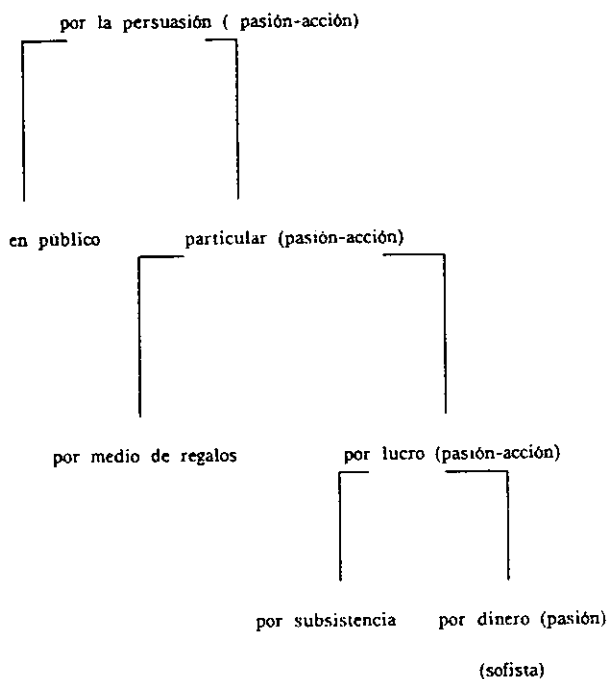 por la persuasión ( pasión-acción)
en público particular (pasión-acción)
por medio de regalos por lucro (pasión-acción)
por subsistencia por dinero (pasión)
(sofista)